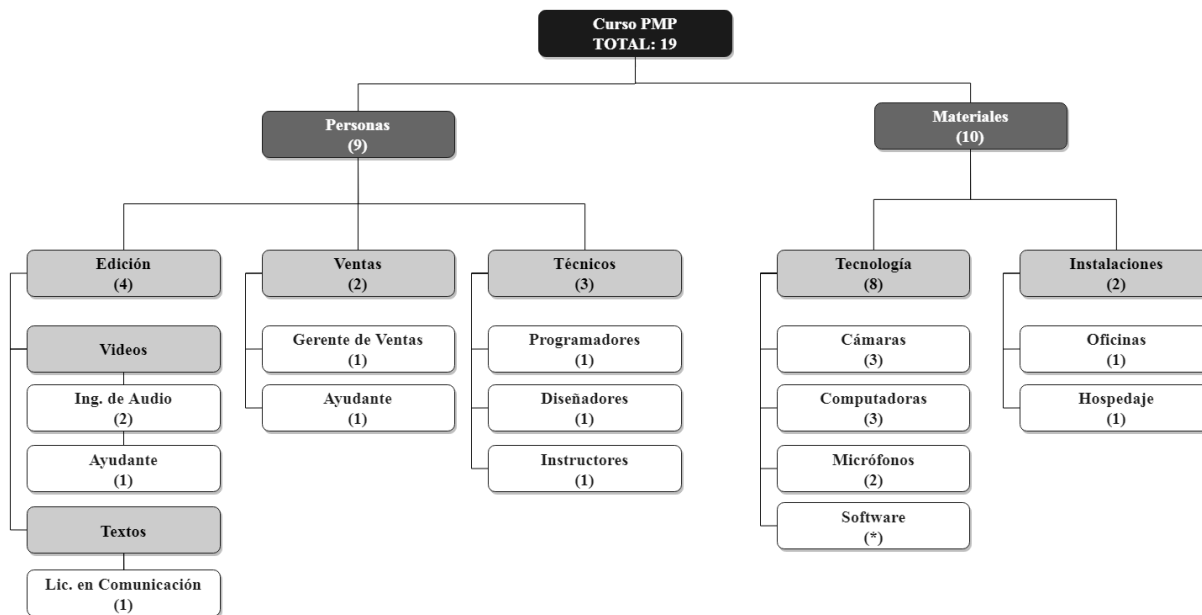 Curso PMP
TOTAL: 19
Personas
(9)
Materiales
(10)
Edición
(4)
Ventas
(2)
Técnicos
(3)
Tecnología
(8)
Instalaciones
(2)
Videos
Gerente de Ventas
(1)
Programadores
(1)
Cámaras
(3)
Oficinas
(1)
Ing. de Audio
(2)
Ayudante
(1)
Diseñadores
(1)
Computadoras
(3)
Hospedaje
(1)
Ayudante
(1)
Instructores
(1)
Micrófonos
(2)
Textos
Software
(*)
Lic. en Comunicación
(1)